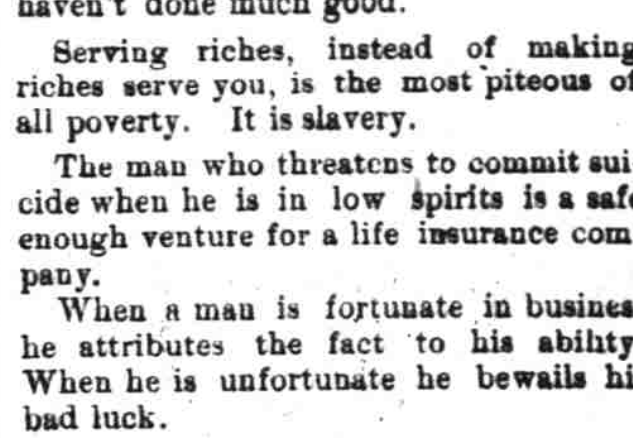 haven't done much good.
Serving riches, instead of making
riches serve you, is the most piteous of
all poverty. It is slavery.
The man who threatens to commit sui
cide when he is in low spirits is a safe
enough venture for a life insurance com
pany.
When a man is fortunate in busines
he attributes the fact to his ability
When he is unfortunate he bewails hi
bad luck.